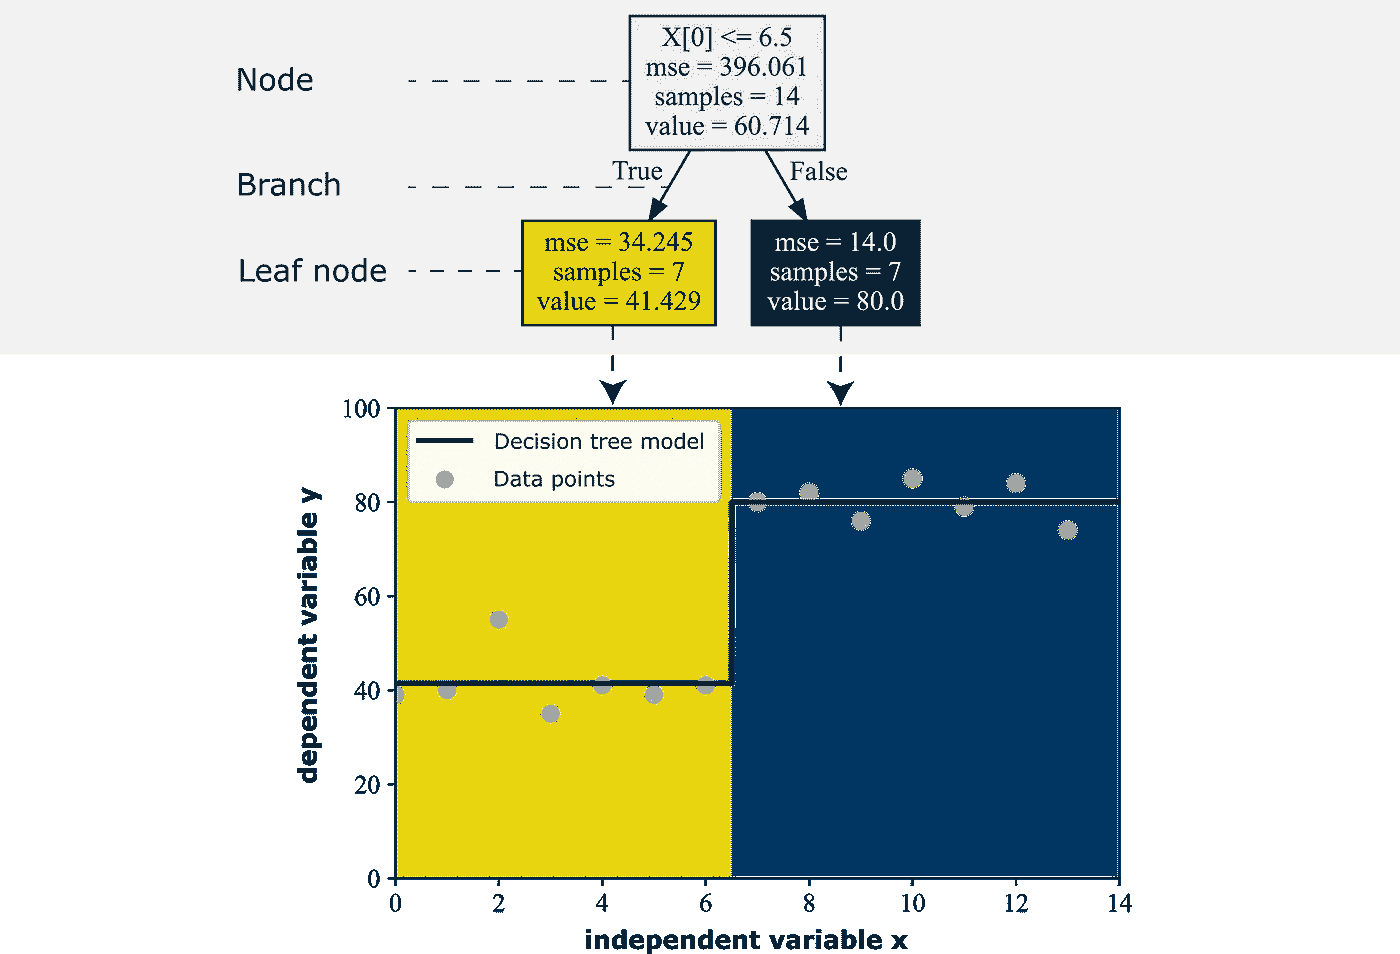 X[0] <= 6.5
mse = 396.061
samples = 14
value = 60.714
Node
True
False
Branch
mse = 34.245
samples = 7
value = 41.429
mse = 14.0
samples = 7
value = 80.0
Leaf node
100
80
60
40
20
0
dependent variable y
Decision tree model
Data points
0 2 4 6 8 10 12 14
independent variable x